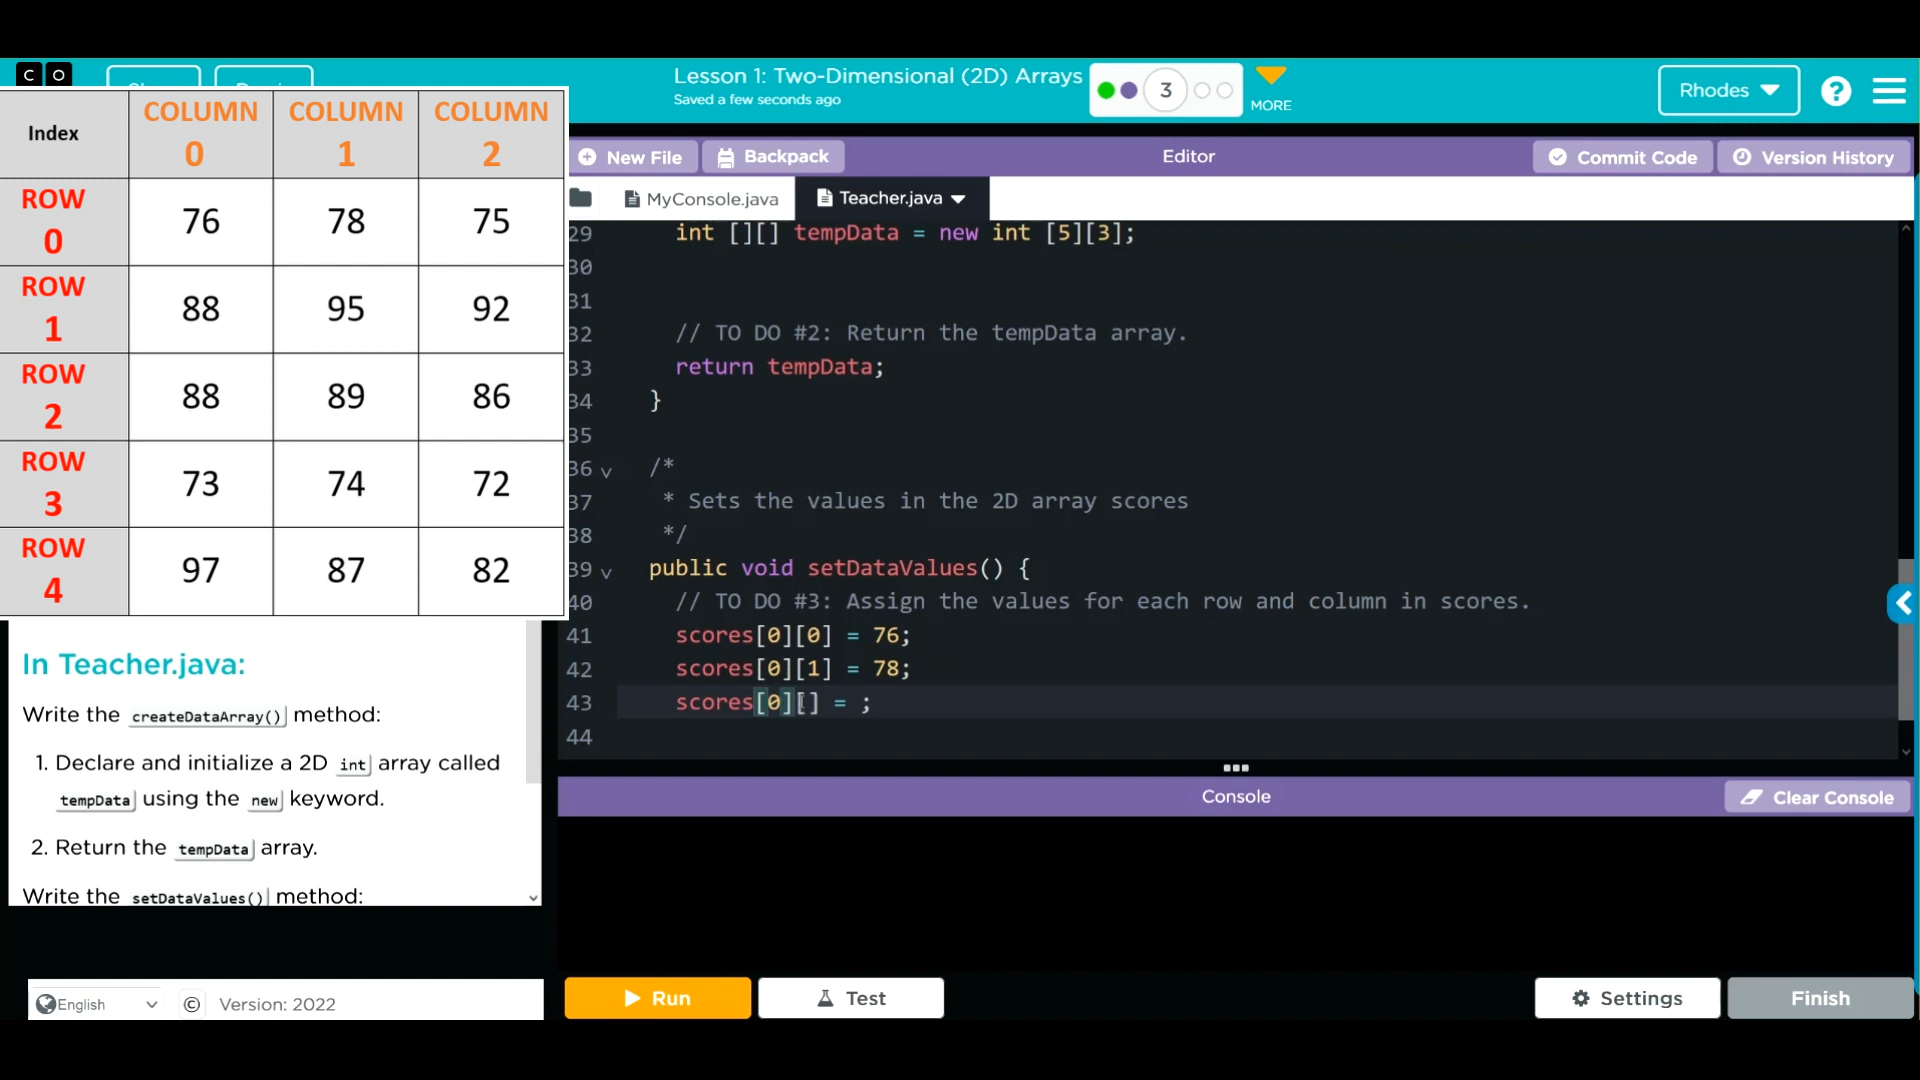 C O
Lesson 1: Two-Dimensional (2D) Arrays
Saved a few seconds ago
3
MORE
Rhodes
?
Index COLUMN 0 COLUMN 1 COLUMN 2
ROW 0 76 78 75
ROW 1 88 95 92
ROW 2 88 89 86
ROW 3 73 74 72
ROW 4 97 87 82
New File Backpack Editor Commit Code Version History
MyConsole.java Teacher.java
29 int [][] tempData = new int [5][3];
30
31
32 // TO DO #2: Return the tempData array.
33 return tempData;
34 }
35
36 /*
37 * Sets the values in the 2D array scores
38 */
39 public void setDataValues() {
40 // TO DO #3: Assign the values for each row and column in scores.
41 scores[0][0] = 76;
42 scores[0][1] = 78;
43 scores[0][] = ;
44
In Teacher.java:
Write the createDataArray() method:
1. Declare and initialize a 2D int array called
tempData using the new keyword.
2. Return the tempData array.
Write the setDataValues() method:
Console Clear Console
English © Version: 2022
Run Test Settings Finish